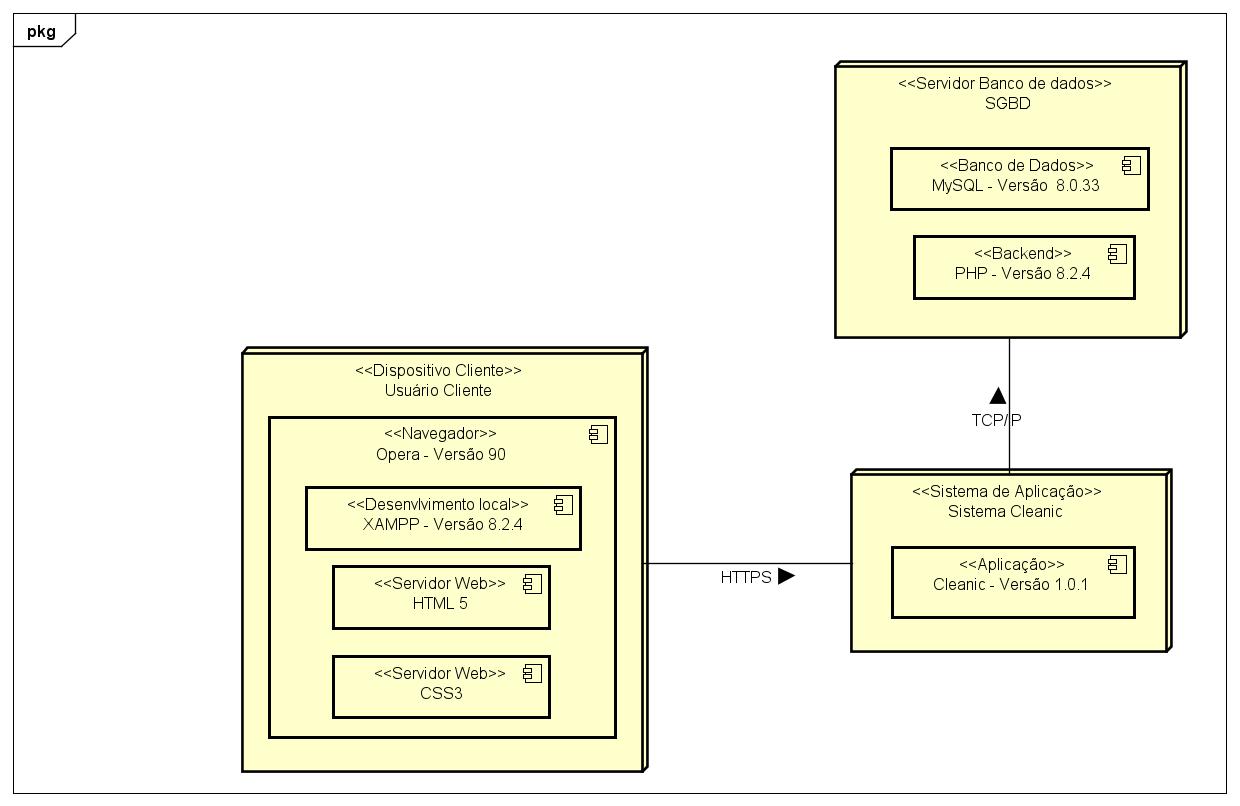 pkg
<<Servidor Banco de dados>>
SGBD
<<Banco de Dados>>
MySQL - Versão  8.0.33
<<Backend>>
PHP - Versão 8.2.4
<<Dispositivo Cliente>>
Usuário Cliente
<<Navegador>>
Opera - Versão 90
<<Desenvlvimento local>>
XAMPP - Versão 8.2.4
<<Servidor Web>>
HTML 5
<<Servidor Web>>
CSS3
HTTPS
TCP/IP
<<Sistema de Aplicação>>
Sistema Cleanic
<<Aplicação>>
Cleanic - Versão 1.0.1